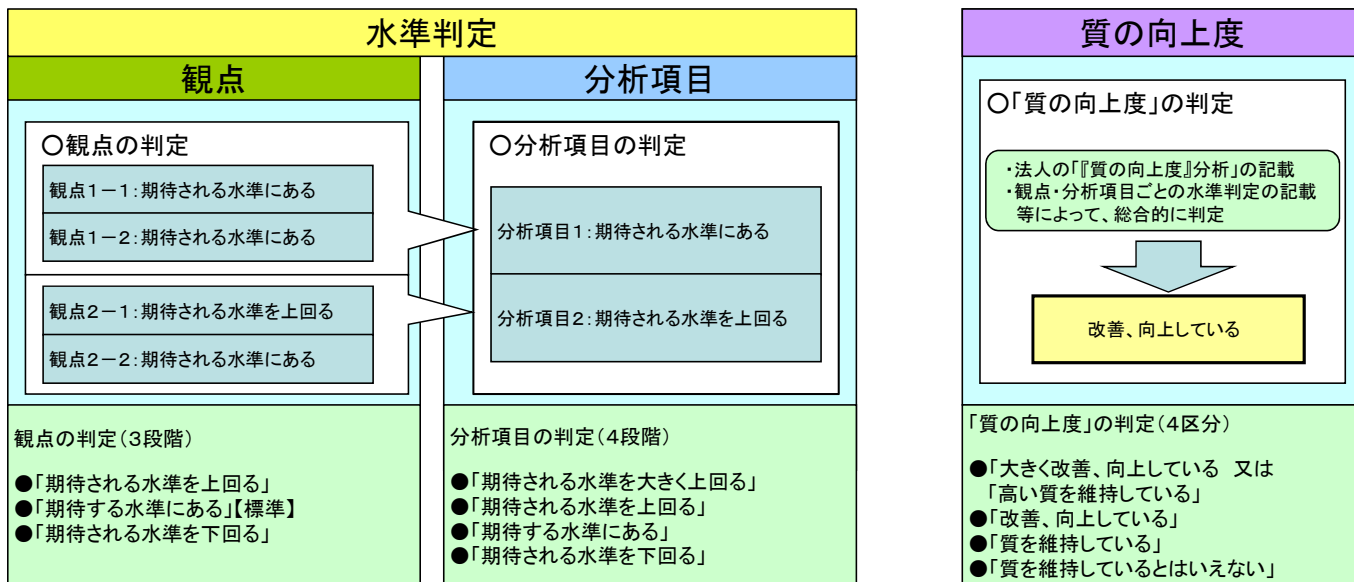 水準判定
観点
○観点の判定
観点1-1:期待される水準にある
観点1-2:期待される水準にある
観点2-1:期待される水準を上回る
観点2-2:期待される水準にある
観点の判定(3段階)
●「期待される水準を上回る」
●「期待する水準にある」【標準】
●「期待される水準を下回る」
分析項目
○分析項目の判定
分析項目1:期待される水準にある
分析項目2:期待される水準を上回る
分析項目の判定(4段階)
●「期待される水準を大きく上回る」
●「期待される水準を上回る」
●「期待する水準にある」
●「期待される水準を下回る」
質の向上度
○「質の向上度」の判定
・法人の「『質の向上度』分析」の記載
・観点・分析項目ごとの水準判定の記載
等によって、総合的に判定
改善、向上している
「質の向上度」の判定(4区分)
●「大きく改善、向上している 又は
「高い質を維持している」
●「改善、向上している」
●「質を維持している」
●「質を維持しているとはいえない」